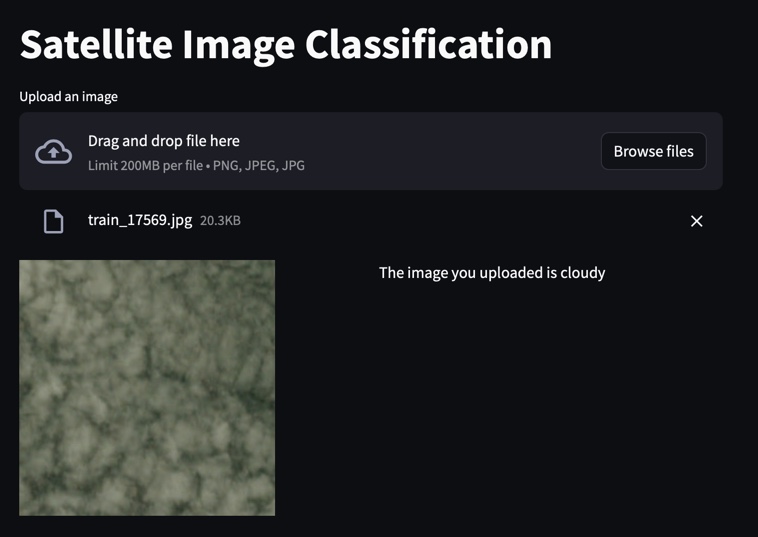 Satellite Image Classification
Upload an image
Drag and drop file here
Limit 200MB per file • PNG, JPEG, JPG
Browse files
train_17569.jpg 20.3KB
The image you uploaded is cloudy